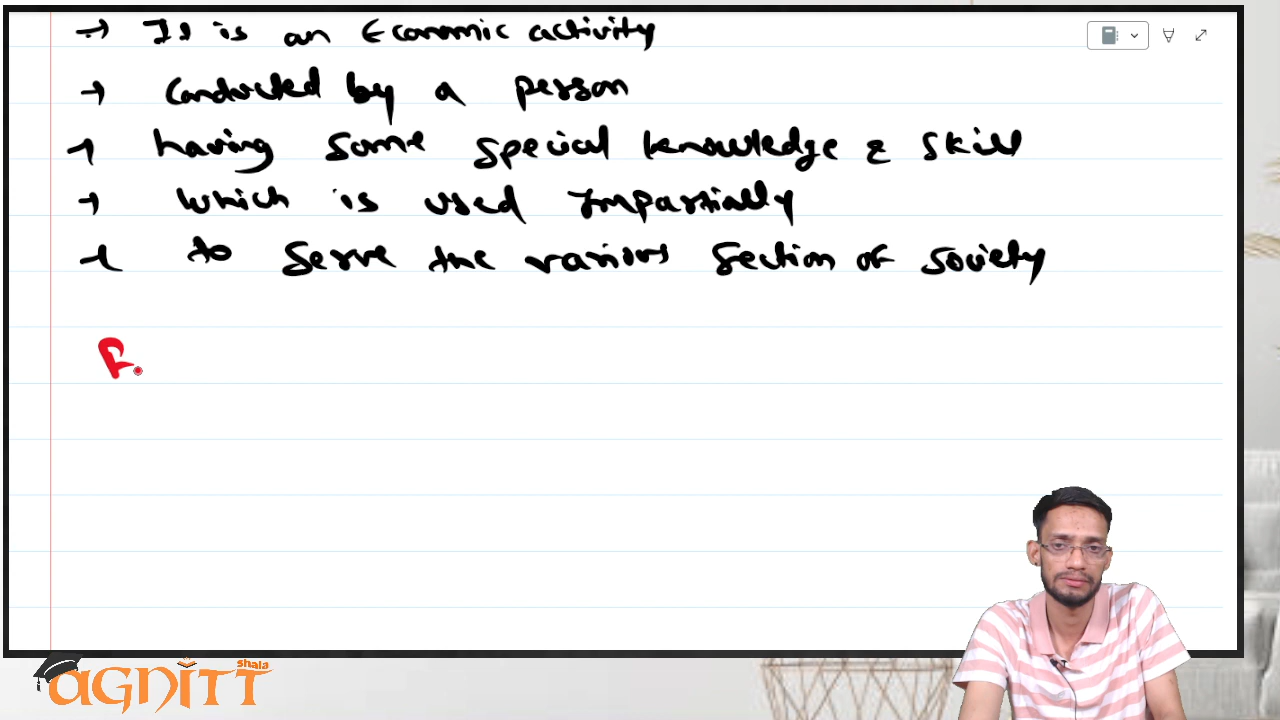 → It is an Economic activity
→ Conducted by a person
→ having some special knowledge & skill
→ which is used Impartially
→ to serve the various section of society
AGNITT shala